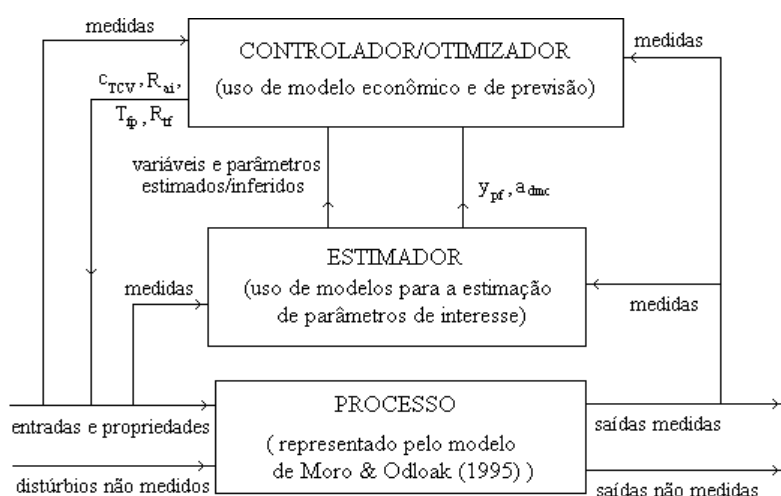 medidas
CONTROLADOR/OTIMIZADOR
(uso de modelo econômico e de previsão)
medidas
c_TCV, R_ai,
T_fp, R_tf
variáveis e parâmetros
estimados/inferidos
y_pf, a_dmc
ESTIMADOR
(uso de modelos para a estimação
de parâmetros de interesse)
medidas
medidas
PROCESSO
( representado pelo modelo
de Moro & Odloak (1995) )
entradas e propriedades
distúrbios não medidos
saídas medidas
saídas não medidas